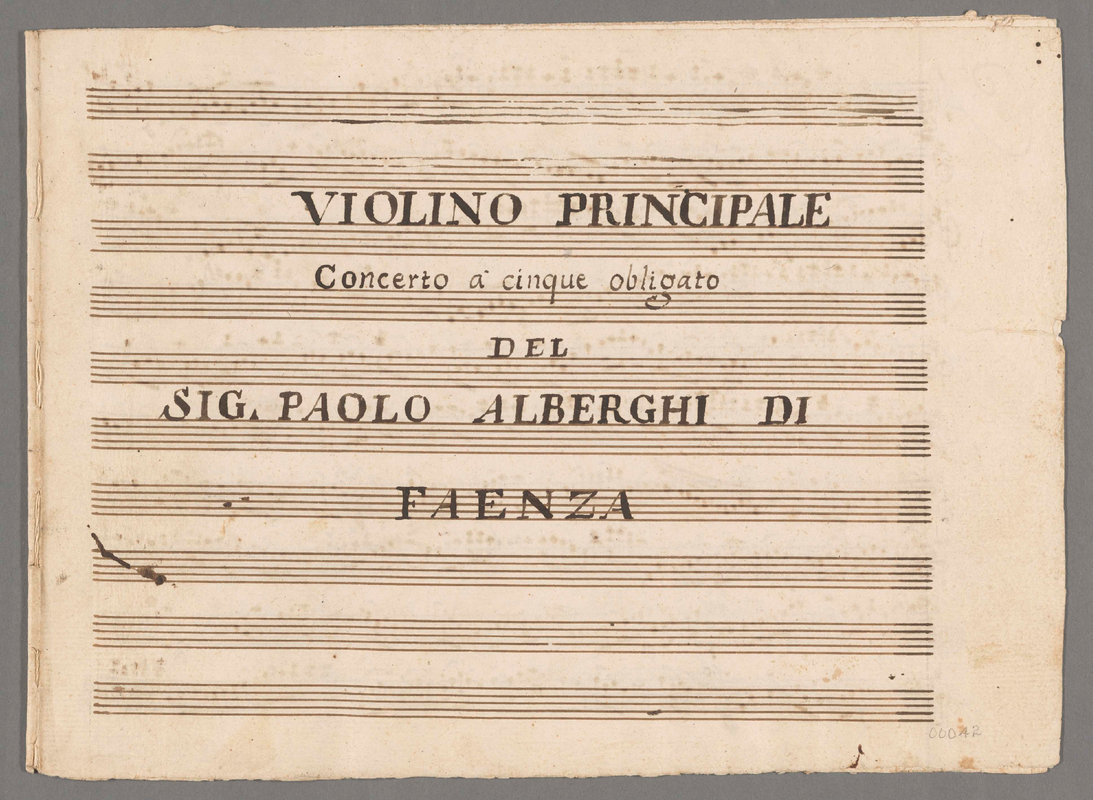 VIOLINO PRINCIPALE
Concerto à cinque obligato
DEL
SIG. PAOLO ALBERGHI DI
FAENZA
00042